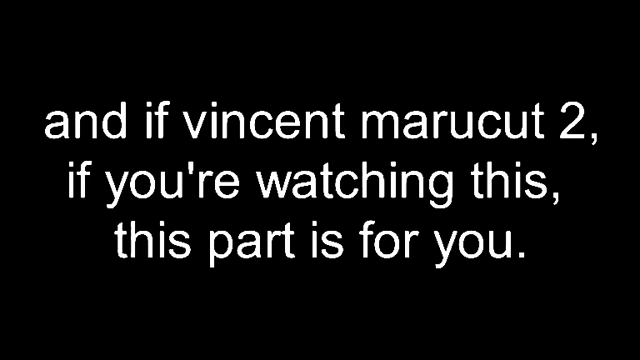 and if vincent marucut 2,
if you're watching this,
this part is for you.